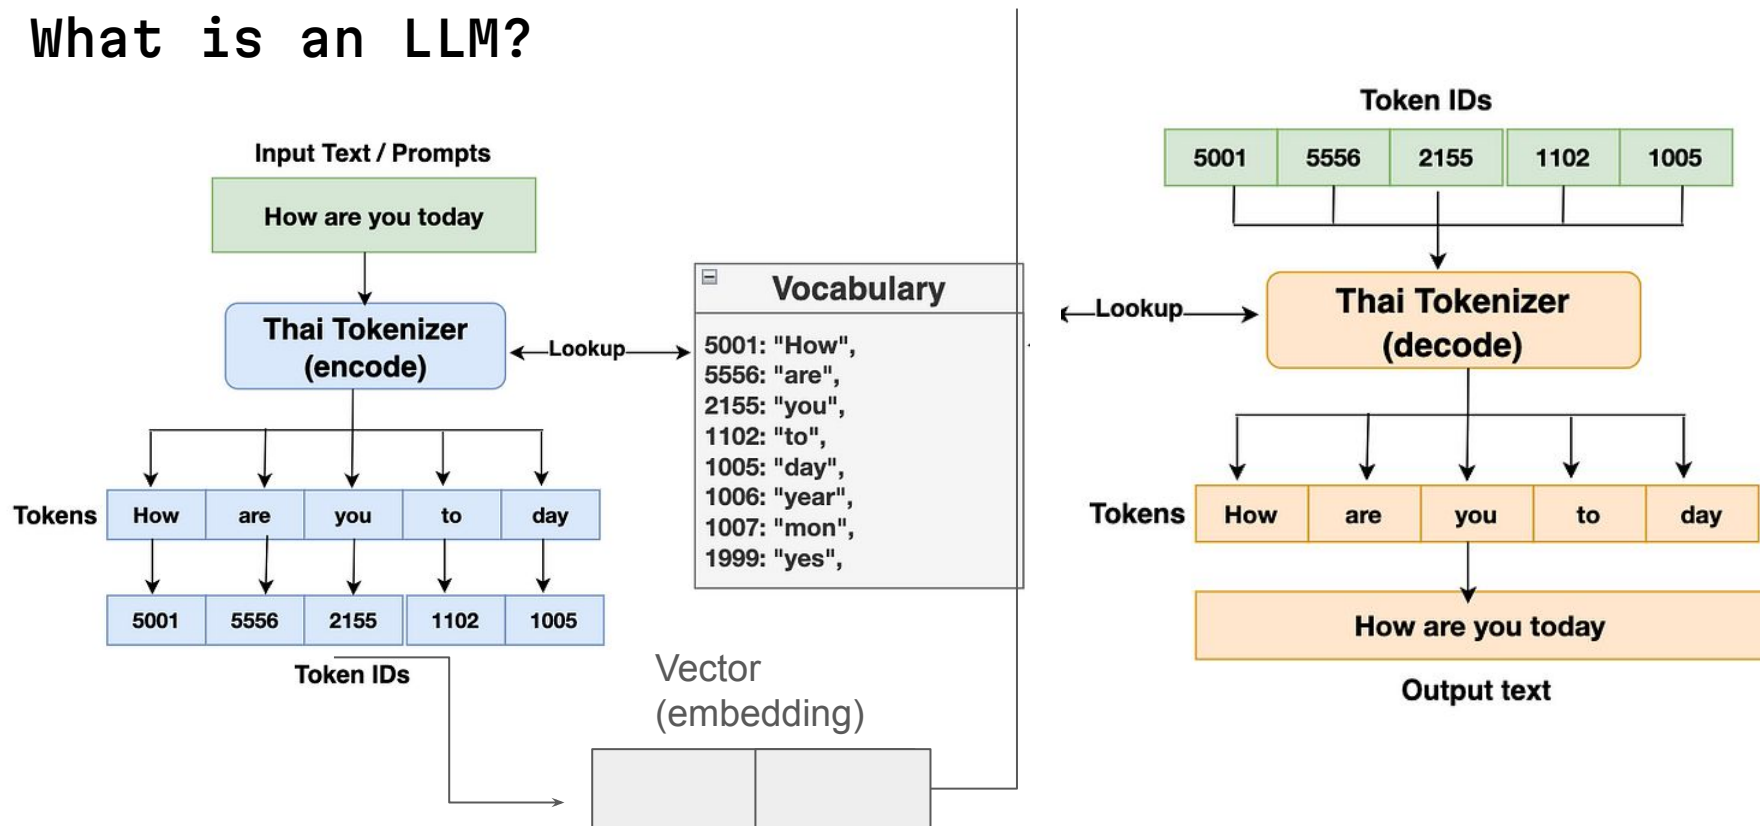 What is an LLM?
Input Text / Prompts
How are you today
Thai Tokenizer
(encode)
Lookup
Tokens
How are you to day
5001 5556 2155 1102 1005
Token IDs
Vocabulary
5001: "How",
5556: "are",
2155: "you",
1102: "to",
1005: "day",
1006: "year",
1007: "mon",
1999: "yes",
Vector
(embedding)
Token IDs
5001 5556 2155 1102 1005
Lookup
Thai Tokenizer
(decode)
Tokens
How are you to day
How are you today
Output text